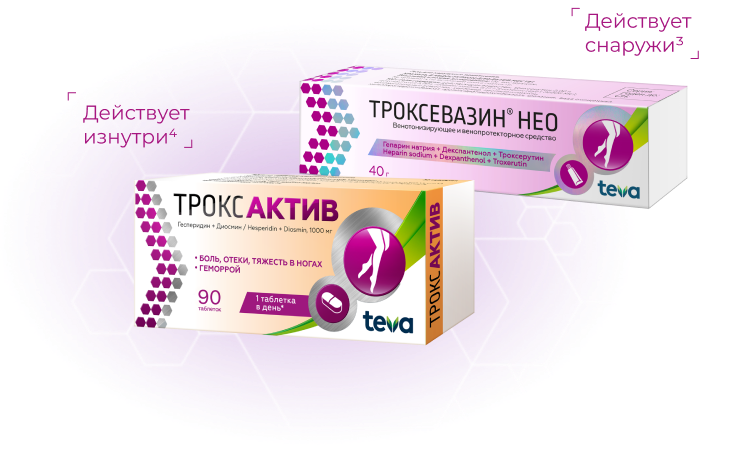 Действует
снаружи³
Действует
изнутри⁴
ТРОКСЕВАЗИН® НЕО
Венотонизирующее и венопротекторное средство
Гепарин натрия + Декспантенол + Троксерутин
Heparin sodium + Dexpanthenol + Troxerutin
40 г
teva
ТРОКСАКТИВ
Гесперидин + Диосмин / Hesperidin + Diosmin, 1000 мг
• БОЛЬ, ОТЕКИ, ТЯЖЕСТЬ В НОГАХ
• ГЕМОРРОЙ
90
таблеток
1 таблетка
в день*
teva
ТРОКСАКТИВ